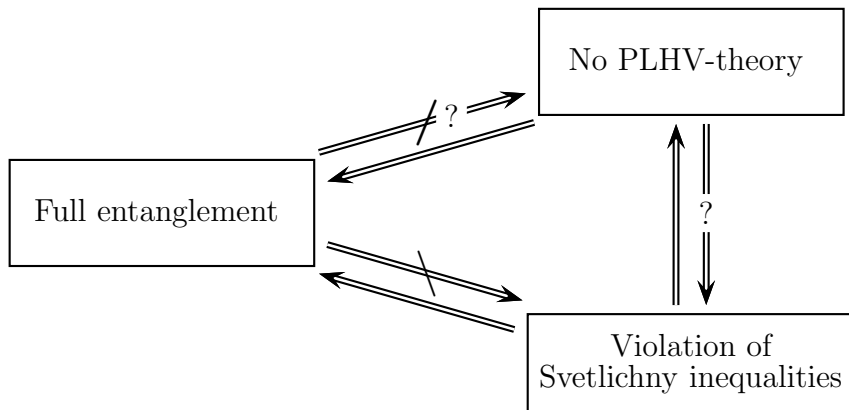 No PLHV-theory
?
Full entanglement
?
Violation of
Svetlichny inequalities